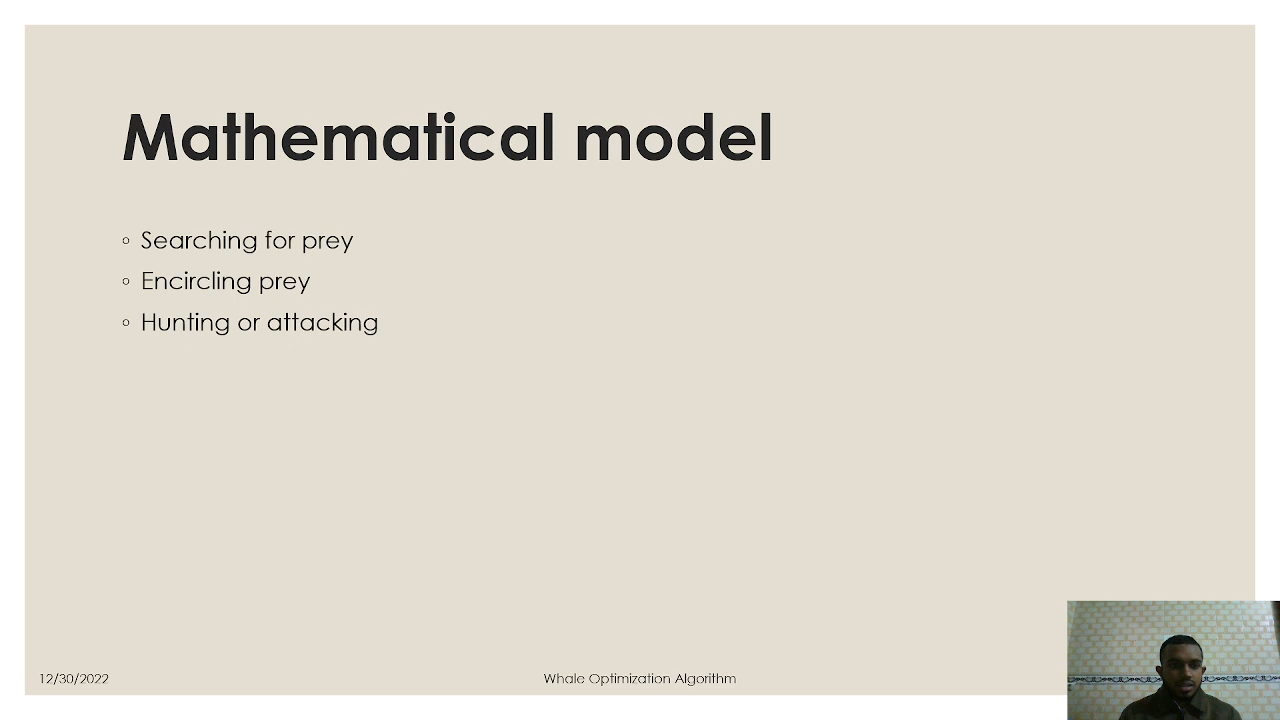 Mathematical model
◦ Searching for prey
◦ Encircling prey
◦ Hunting or attacking
12/30/2022
Whale Optimization Algorithm